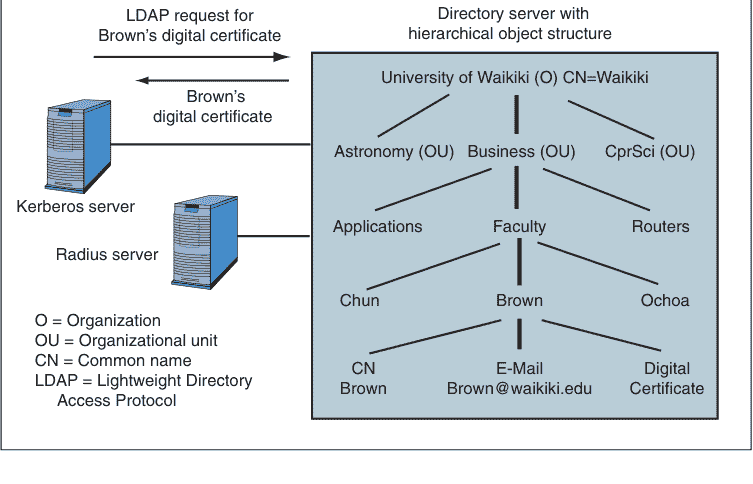 LDAP request for
Brown's digital certificate
Brown's
digital certificate
Kerberos server
Radius server
O = Organization
OU = Organizational unit
CN = Common name
LDAP = Lightweight Directory
Access Protocol
Directory server with
hierarchical object structure
University of Waikiki (O) CN=Waikiki
Astronomy (OU) Business (OU) CprSci (OU)
Applications Faculty Routers
Chun Brown Ochoa
CN E-Mail Digital
Brown Brown@waikiki.edu Certificate